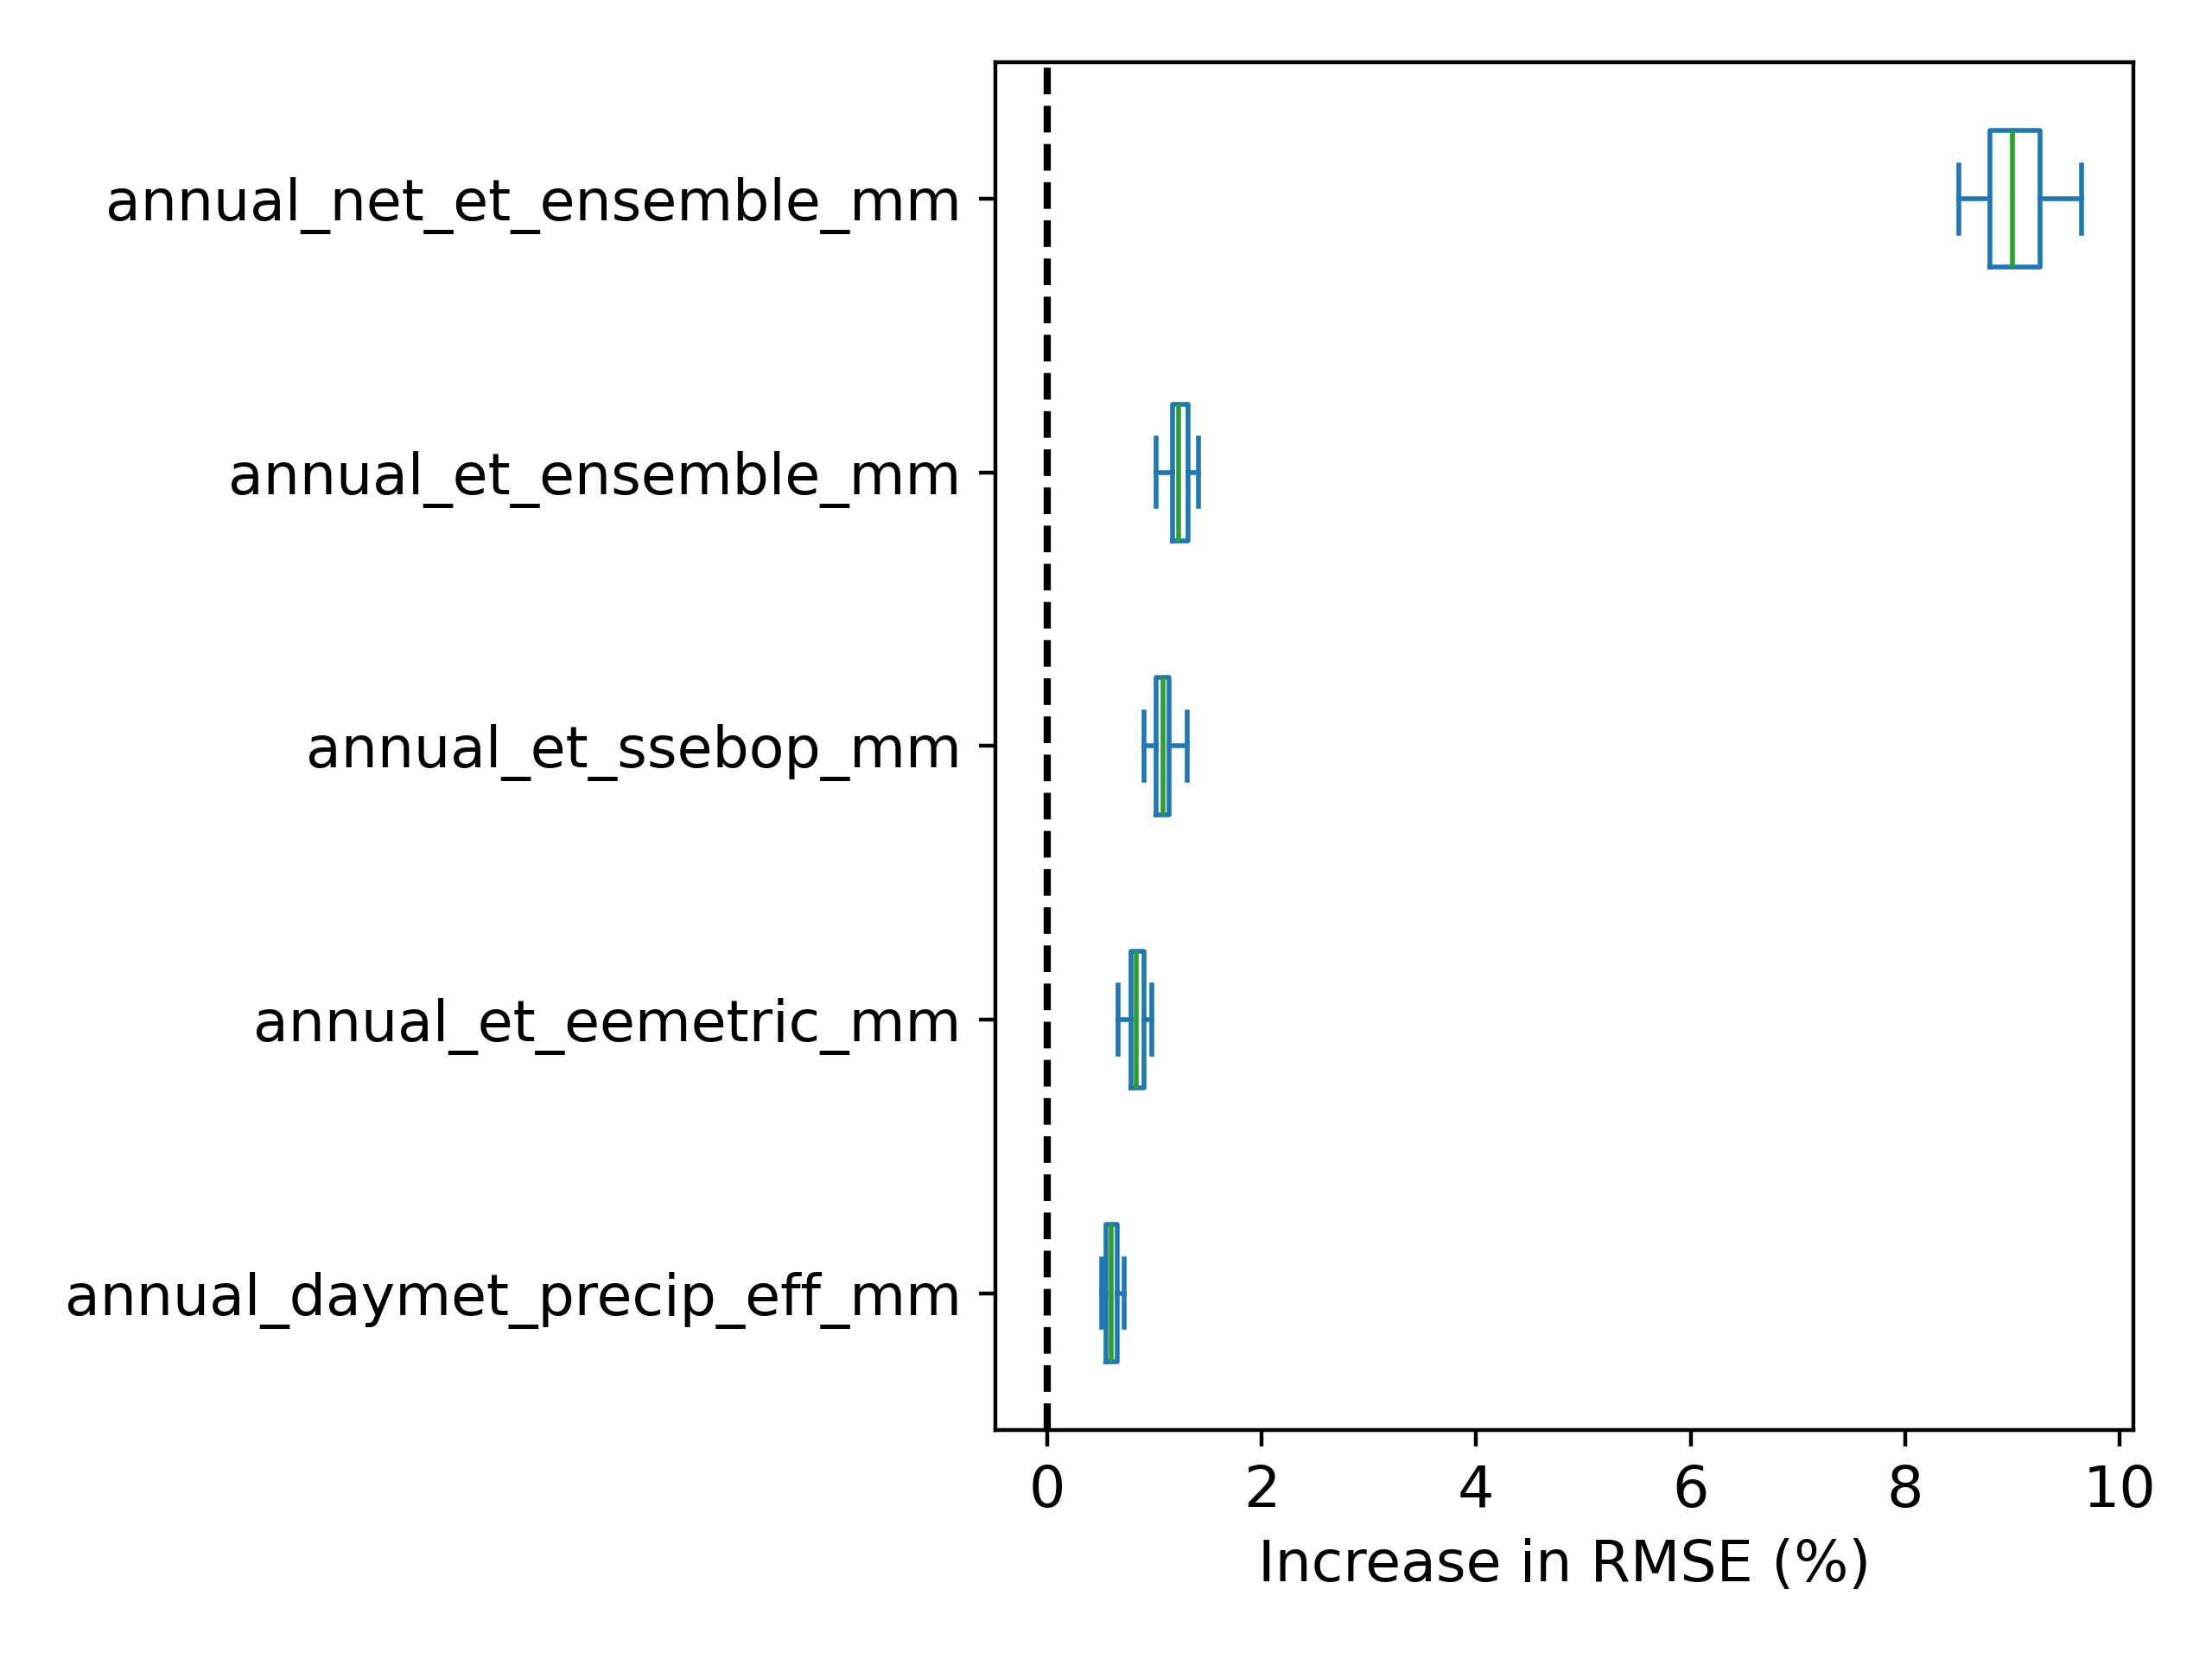 annual_net_et_ensemble_mm
annual_et_ensemble_mm
annual_et_ssebop_mm
annual_et_eemetric_mm
annual_daymet_precip_eff_mm
0 2 4 6 8 10
Increase in RMSE (%)